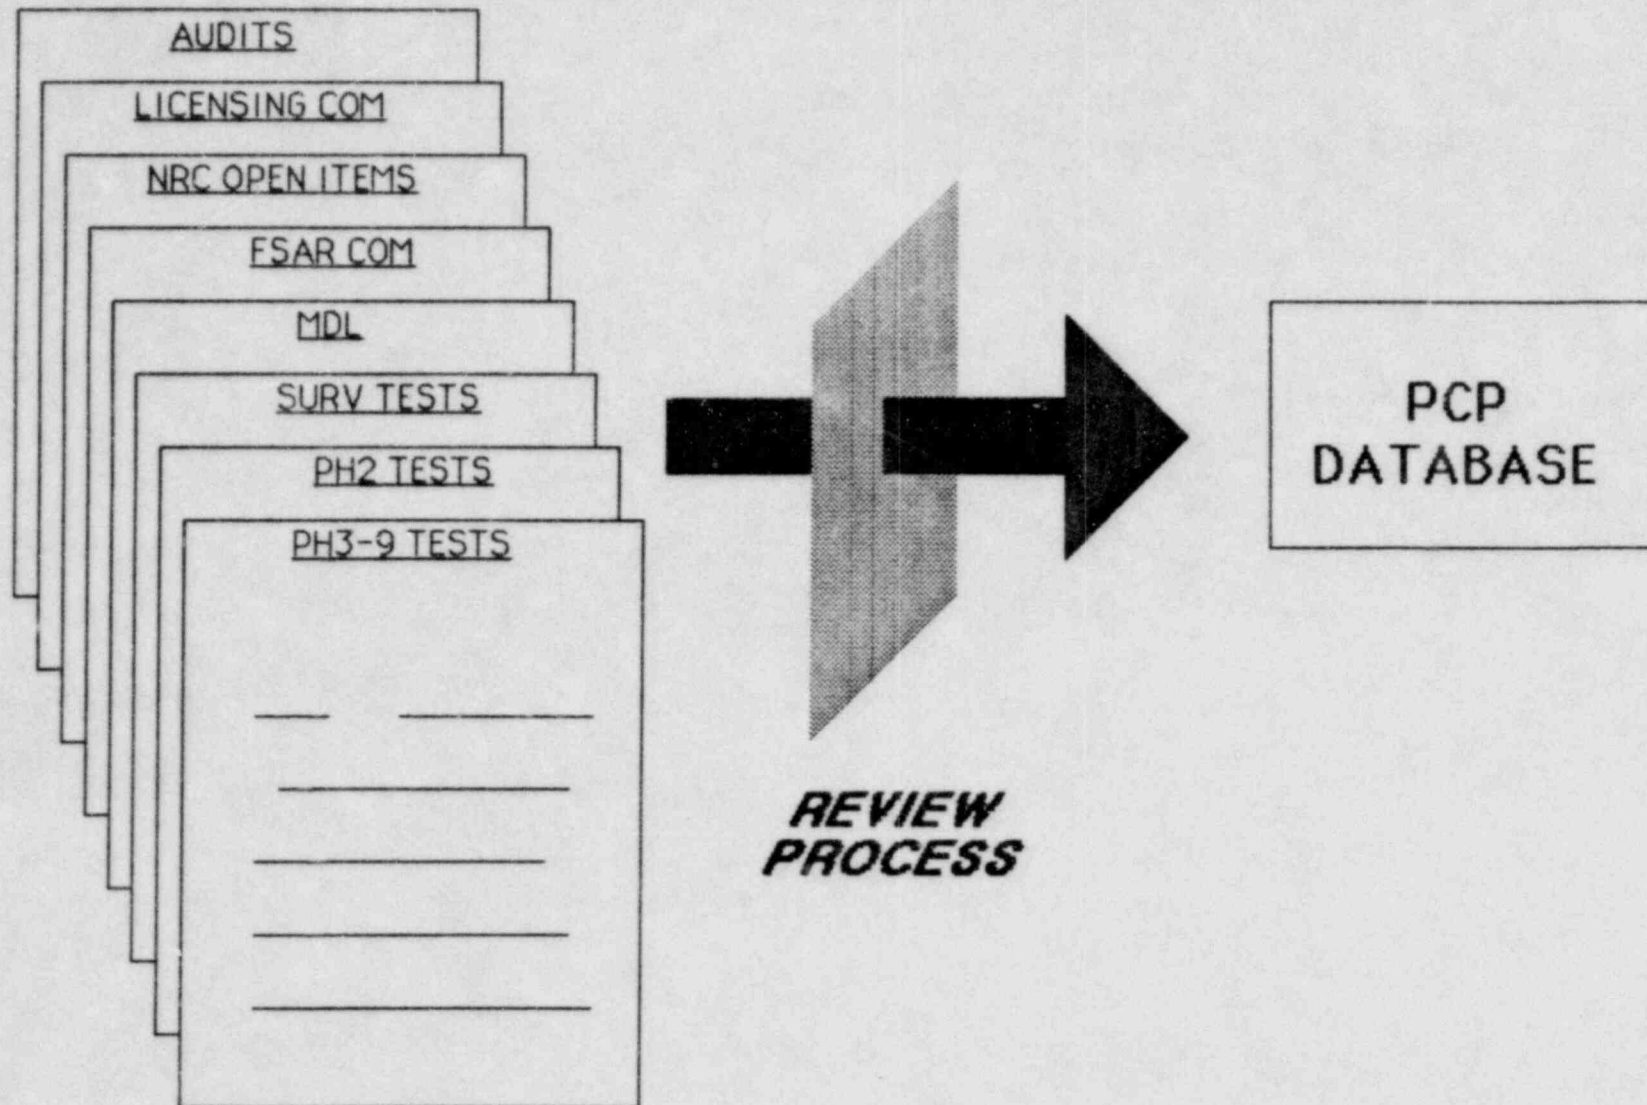 AUDITS
LICENSING COM
NRC OPEN ITEMS
FSAR COM
MDL
SURV TESTS
PH2 TESTS
PH3-9 TESTS
REVIEW
PROCESS
PCP
DATABASE